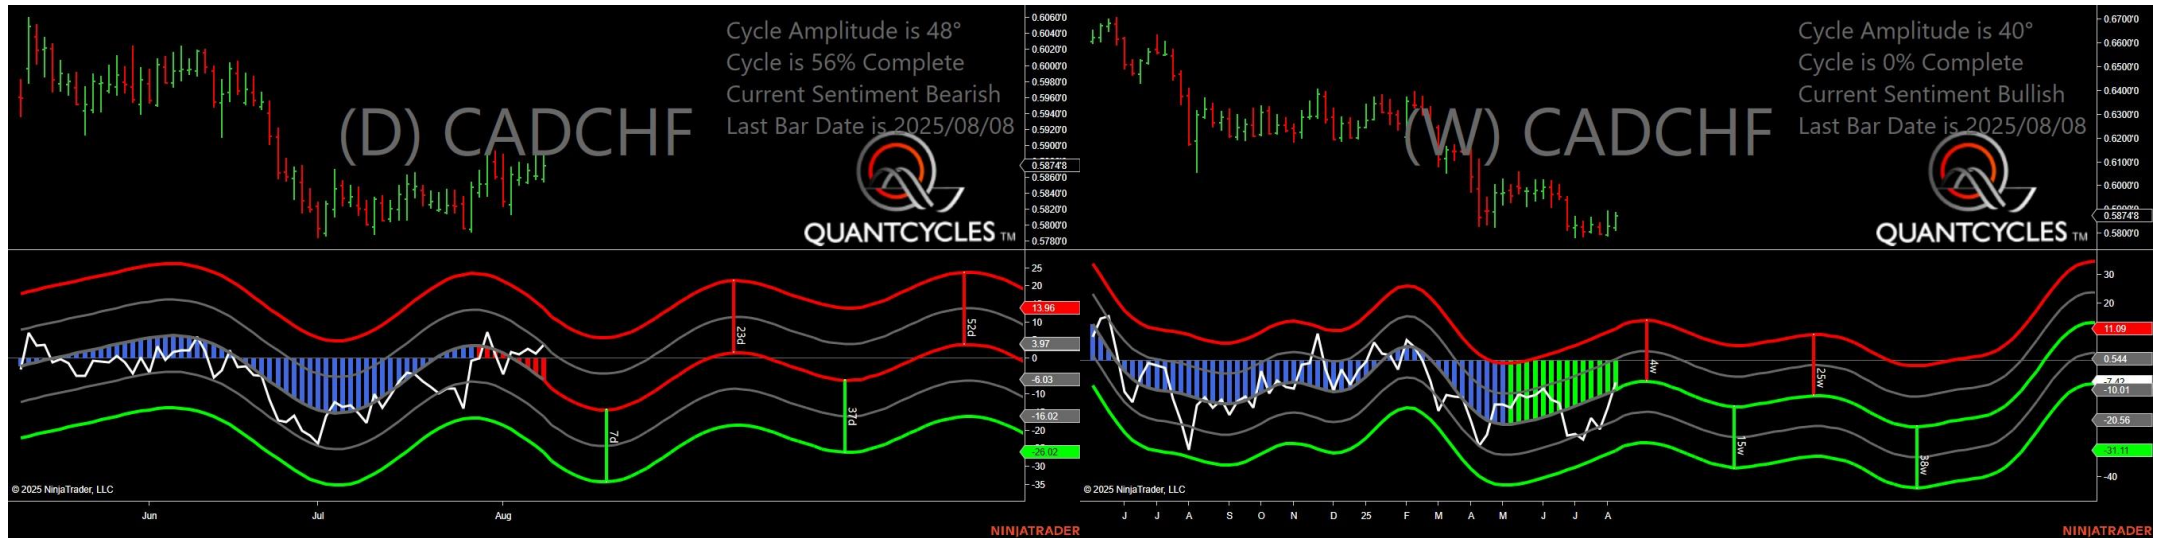 Cycle Amplitude is 48°
Cycle is 56% Complete
Current Sentiment Bearish
Last Bar Date is 2025/08/08
(D) CADCHF
QUANTCYCLES TM
0.6060'0
0.6040'0
0.6020'0
0.6000'0
0.5980'0
0.5960'0
0.5940'0
0.5920'0
0.5900'0
0.5874'8
0.5860'0
0.5840'0
0.5820'0
0.5800'0
0.5780'0
25
20
13.96
10
3.97
0
-6.03
-10
-16.02
-20
-26.02
-30
-35
7d
23d
37d
52d
© 2025 NinjaTrader, LLC
Jun Jul Aug
NINJATRADER
Cycle Amplitude is 40°
Cycle is 0% Complete
Current Sentiment Bullish
Last Bar Date is 2025/08/08
(W) CADCHF
QUANTCYCLES TM
0.6700'0
0.6600'0
0.6500'0
0.6400'0
0.6300'0
0.6200'0
0.6100'0
0.6000'0
0.5874'8
0.5800'0
30
20
11.09
0.544
-7.42
-10.01
-20.56
-31.11
-40
4w
15w
25w
38w
© 2025 NinjaTrader, LLC
J J A S O N D 25 F M A M J J A
NINJATRADER